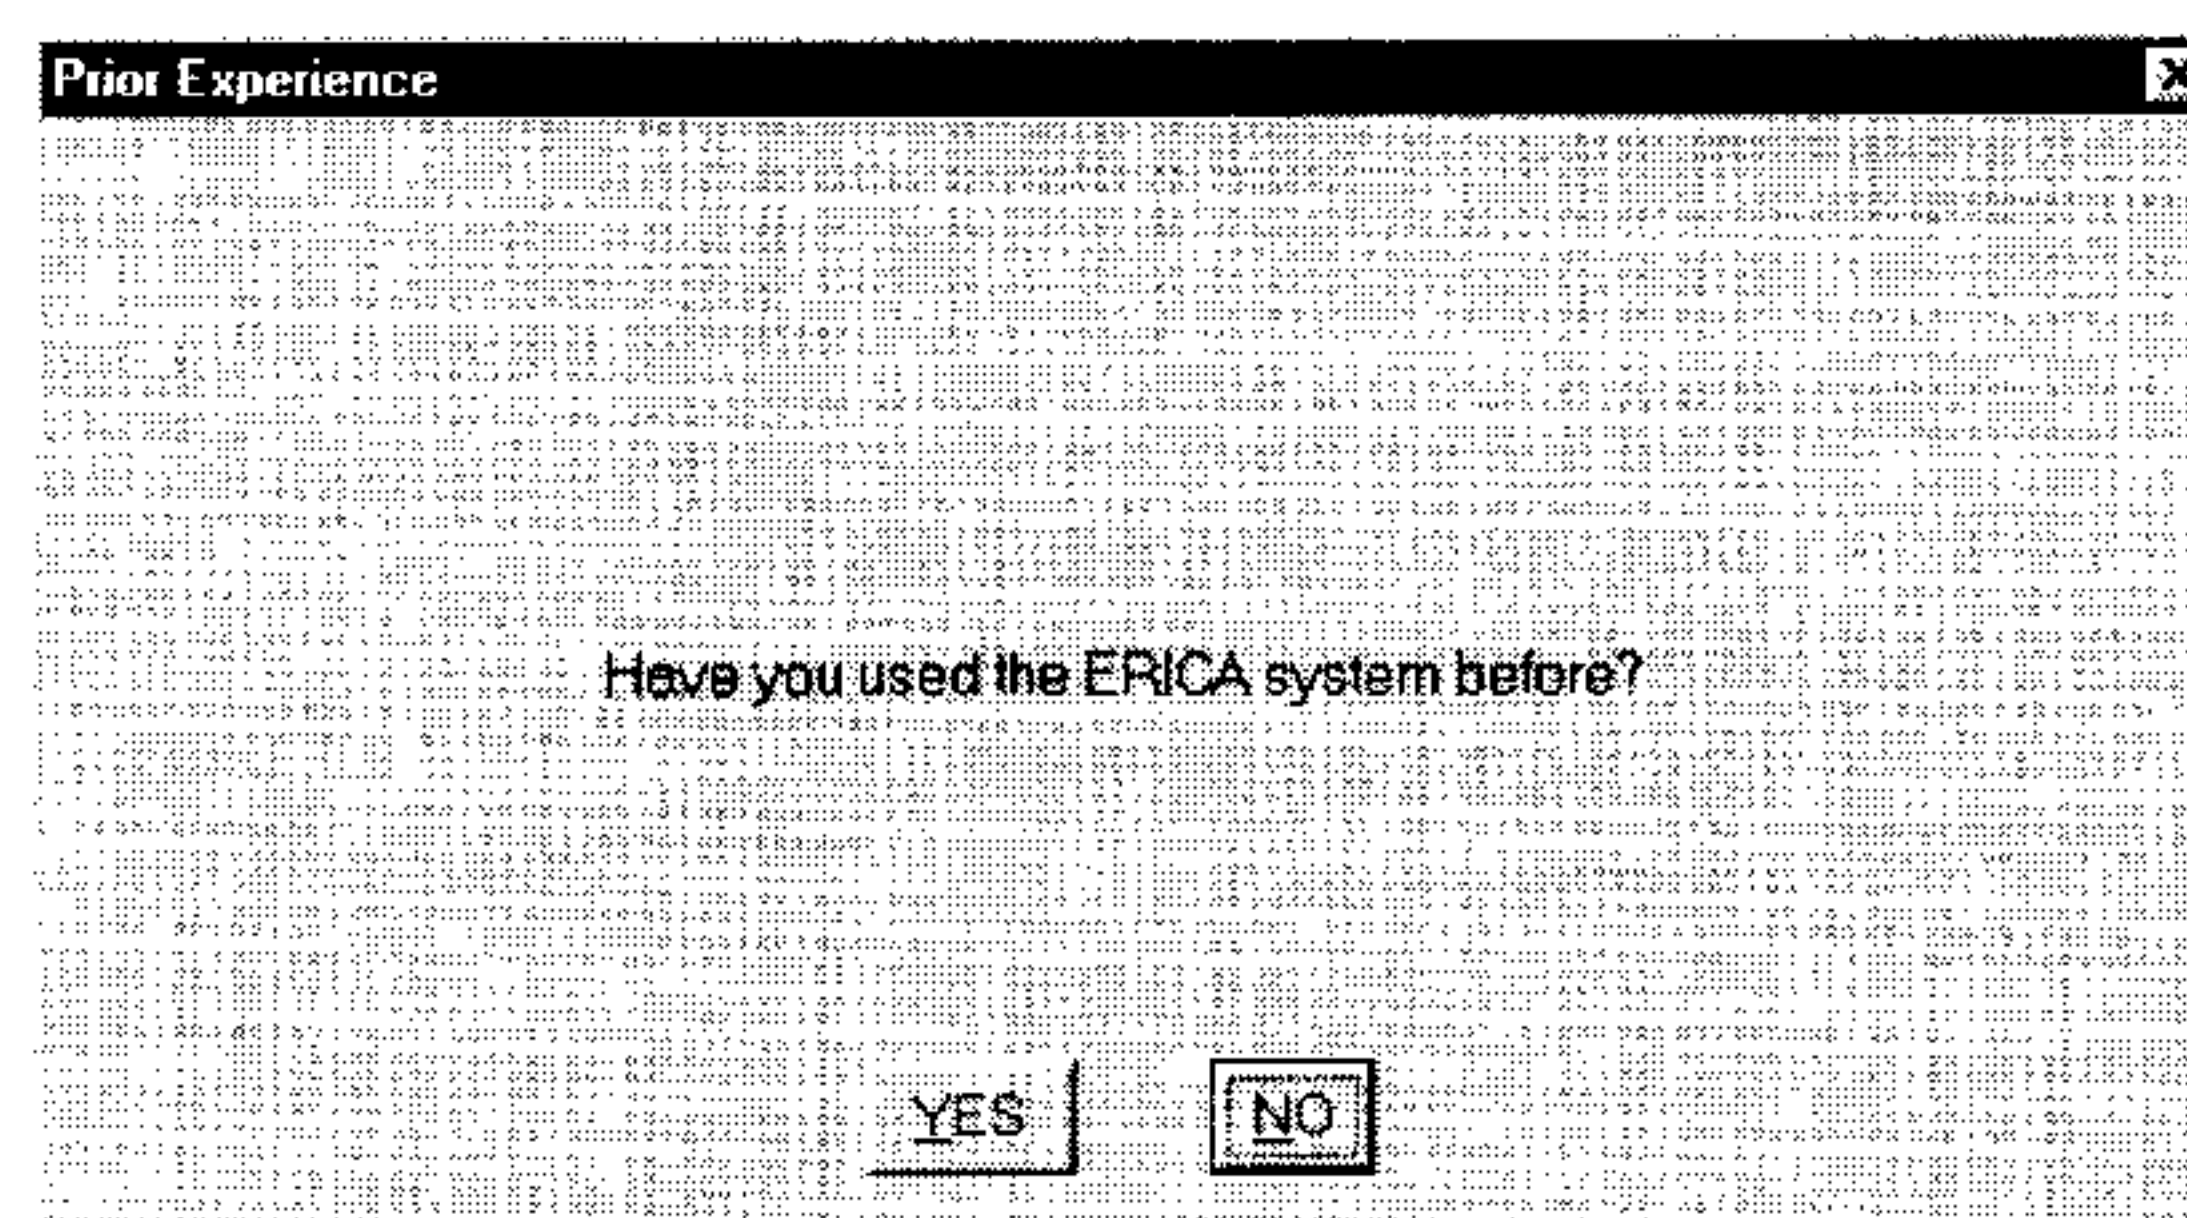 Prior Experience
Have you used the ERICA system before?
YES NO